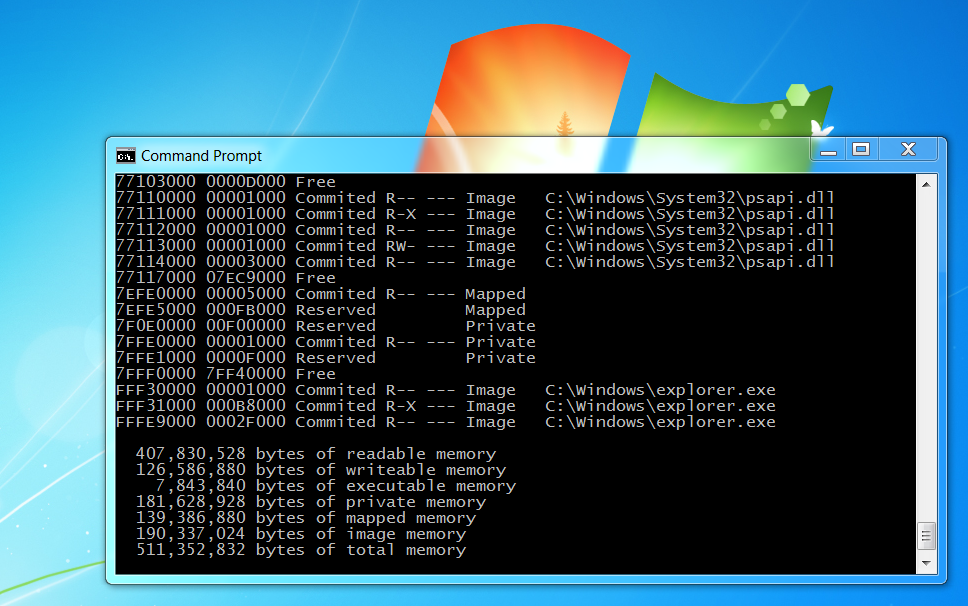 Command Prompt
77103000 0000D000 Free
77110000 00001000 Commited R-- --- Image   C:\Windows\System32\psapi.dll
77111000 00001000 Commited R-X --- Image   C:\Windows\System32\psapi.dll
77112000 00001000 Commited R-- --- Image   C:\Windows\System32\psapi.dll
77113000 00001000 Commited RW- --- Image   C:\Windows\System32\psapi.dll
77114000 00003000 Commited R-- --- Image   C:\Windows\System32\psapi.dll
77117000 07EC9000 Free
7EFE0000 00005000 Commited R-- --- Mapped
7EFE5000 000FB000 Reserved         Mapped
7F0E0000 00F00000 Reserved         Private
7FFE0000 00001000 Commited R-- --- Private
7FFE1000 0000F000 Reserved         Private
7FFF0000 7FF40000 Free
FFF30000 00001000 Commited R-- --- Image   C:\Windows\explorer.exe
FFF31000 000B8000 Commited R-X --- Image   C:\Windows\explorer.exe
FFFE9000 0002F000 Commited R-- --- Image   C:\Windows\explorer.exe
407,830,528 bytes of readable memory
126,586,880 bytes of writeable memory
7,843,840 bytes of executable memory
181,628,928 bytes of private memory
139,386,880 bytes of mapped memory
190,337,024 bytes of image memory
511,352,832 bytes of total memory